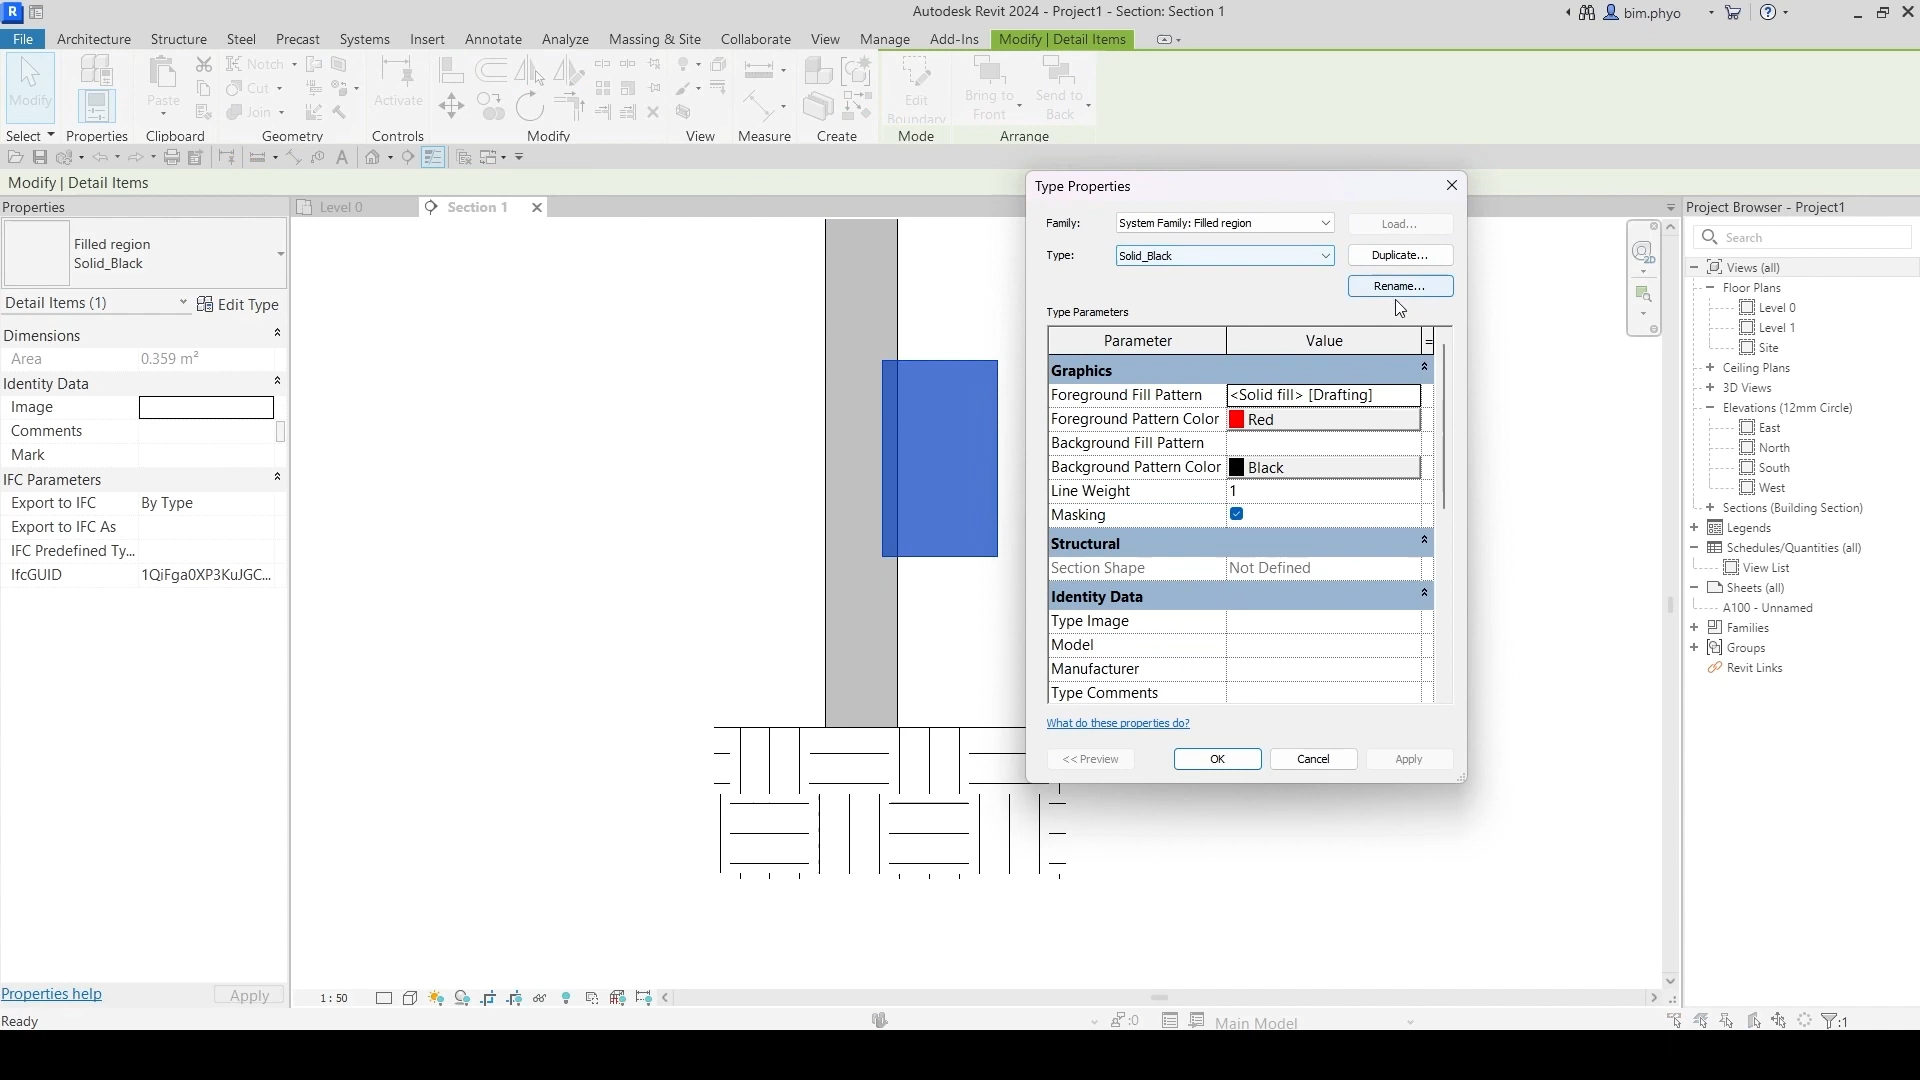 R
Autodesk Revit 2024 - Project1 - Section: Section 1
bim.phyo
File Architecture Structure Steel Precast Systems Insert Annotate Analyze Massing & Site Collaborate View Manage Add-Ins Modify | Detail Items
Modify
Paste
Notch
Cut
Join
Activate
Edit
Boundary
Bring to
Front
Send to
Back
Select Properties Clipboard Geometry Controls Modify View Measure Create Mode Arrange
Modify | Detail Items
Properties
Filled region
Solid_Black
Detail Items (1) Edit Type
Dimensions
Area 0.359 m²
Identity Data
Image
Comments
Mark
IFC Parameters
Export to IFC By Type
Export to IFC As
IFC Predefined Ty...
IfcGUID 1QiFga0XP3KuJGC...
Properties help Apply
Level 0 Section 1
2D
1 : 50
Type Properties
Family: System Family: Filled region Load...
Type: Solid_Black Duplicate...
Rename...
Type Parameters
Parameter Value =
Graphics
Foreground Fill Pattern <Solid fill> [Drafting]
Foreground Pattern Color Red
Background Fill Pattern
Background Pattern Color Black
Line Weight 1
Masking
Structural
Section Shape Not Defined
Identity Data
Type Image
Model
Manufacturer
Type Comments
What do these properties do?
<< Preview OK Cancel Apply
Project Browser - Project1
Search
Views (all)
Floor Plans
Level 0
Level 1
Site
Ceiling Plans
3D Views
Elevations (12mm Circle)
East
North
South
West
Sections (Building Section)
Legends
Schedules/Quantities (all)
View List
Sheets (all)
A100 - Unnamed
Families
Groups
Revit Links
Ready
:0
Main Model
:1